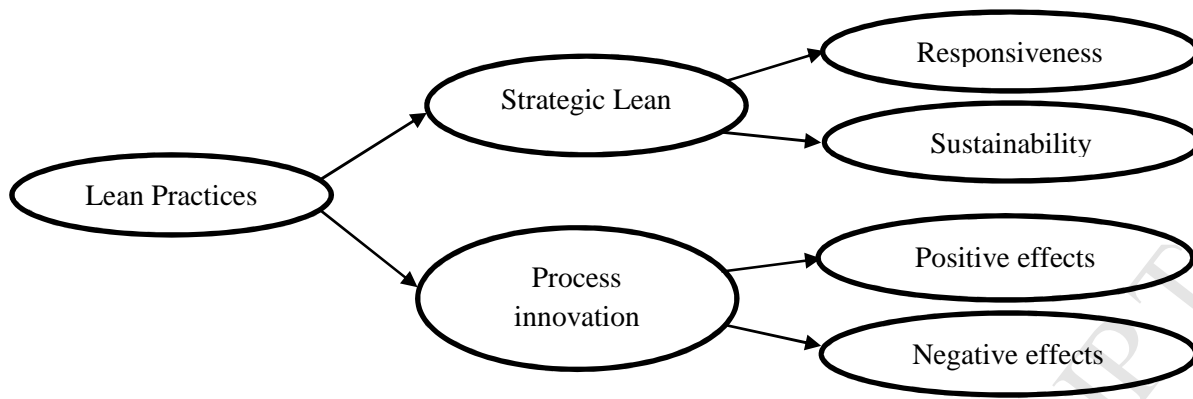 Responsiveness
Strategic Lean
Sustainability
Lean Practices
Positive effects
Process
innovation
Negative effects